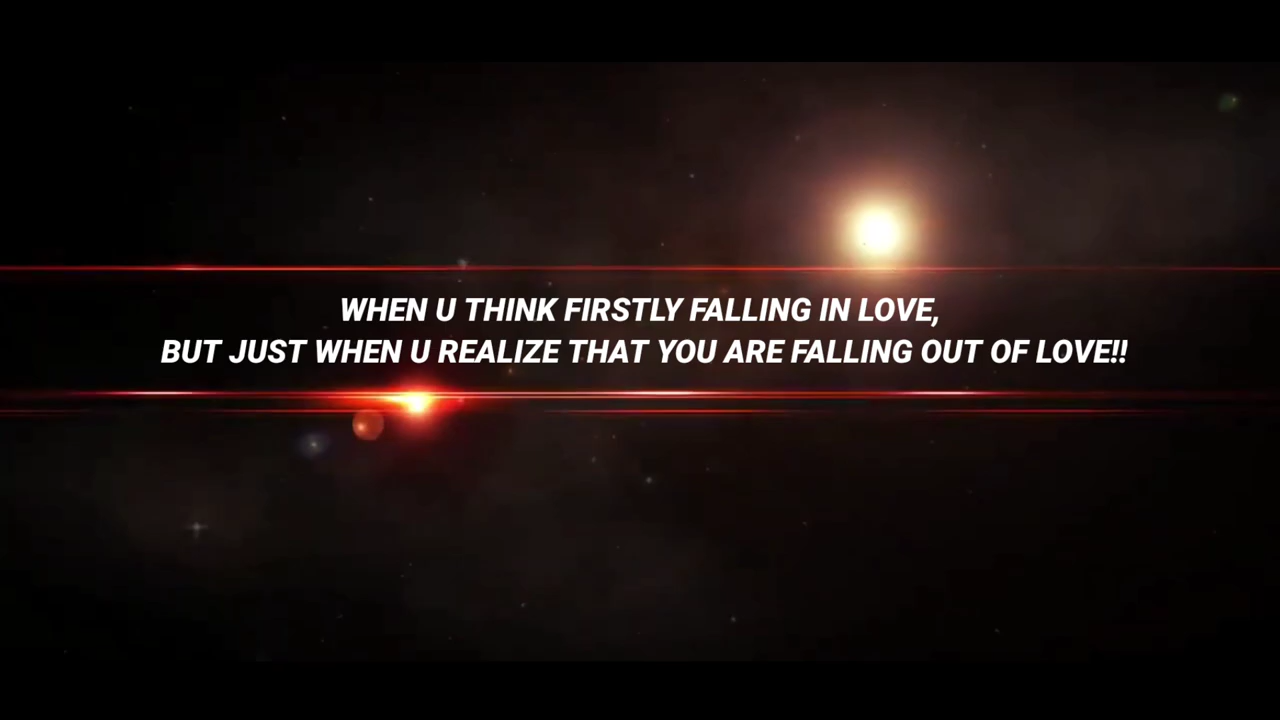 WHEN U THINK FIRSTLY FALLING IN LOVE,
BUT JUST WHEN U REALIZE THAT YOU ARE FALLING OUT OF LOVE!!